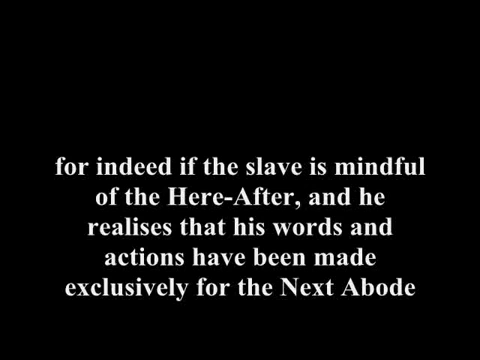 for indeed if the slave is mindful
of the Here-After, and he
realises that his words and
actions have been made
exclusively for the Next Abode